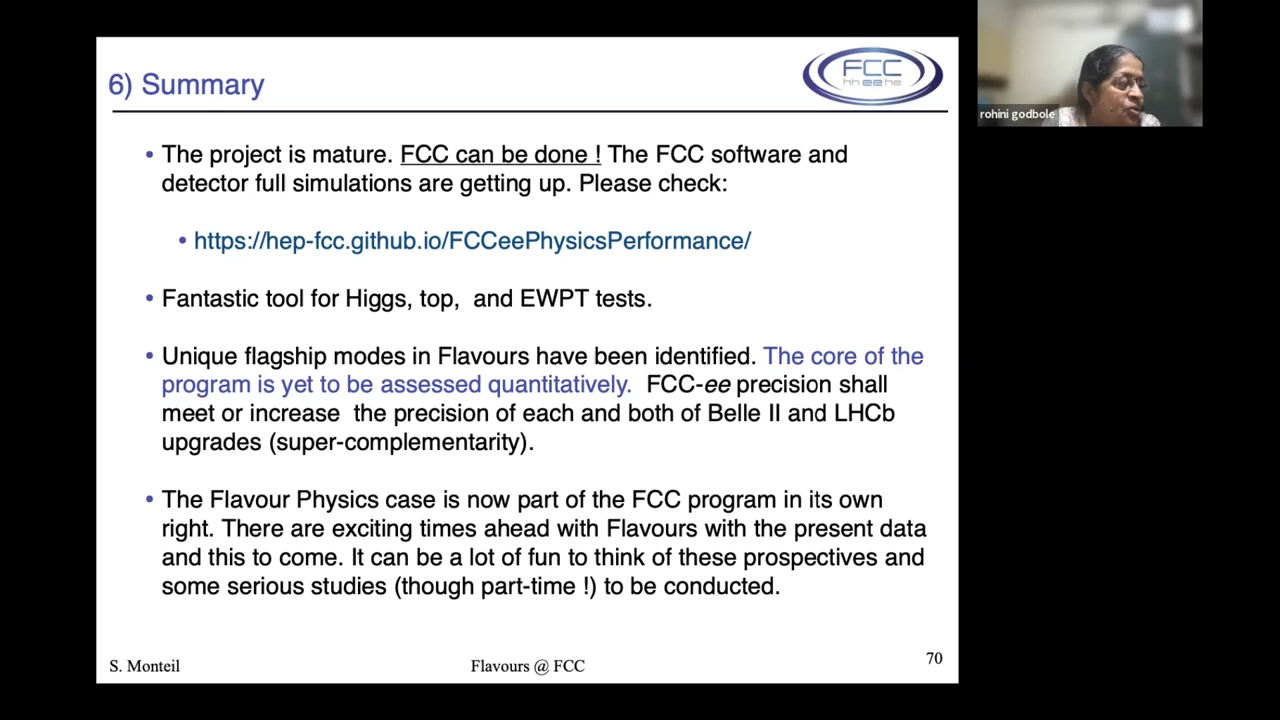 6) Summary
FCC
hh ee he
rohini godbole
• The project is mature. FCC can be done ! The FCC software and
detector full simulations are getting up. Please check:
• https://hep-fcc.github.io/FCCeePhysicsPerformance/
• Fantastic tool for Higgs, top, and EWPT tests.
• Unique flagship modes in Flavours have been identified. The core of the
program is yet to be assessed quantitatively. FCC-ee precision shall
meet or increase the precision of each and both of Belle II and LHCb
upgrades (super-complementarity).
• The Flavour Physics case is now part of the FCC program in its own
right. There are exciting times ahead with Flavours with the present data
and this to come. It can be a lot of fun to think of these prospectives and
some serious studies (though part-time !) to be conducted.
S. Monteil
Flavours @ FCC
70